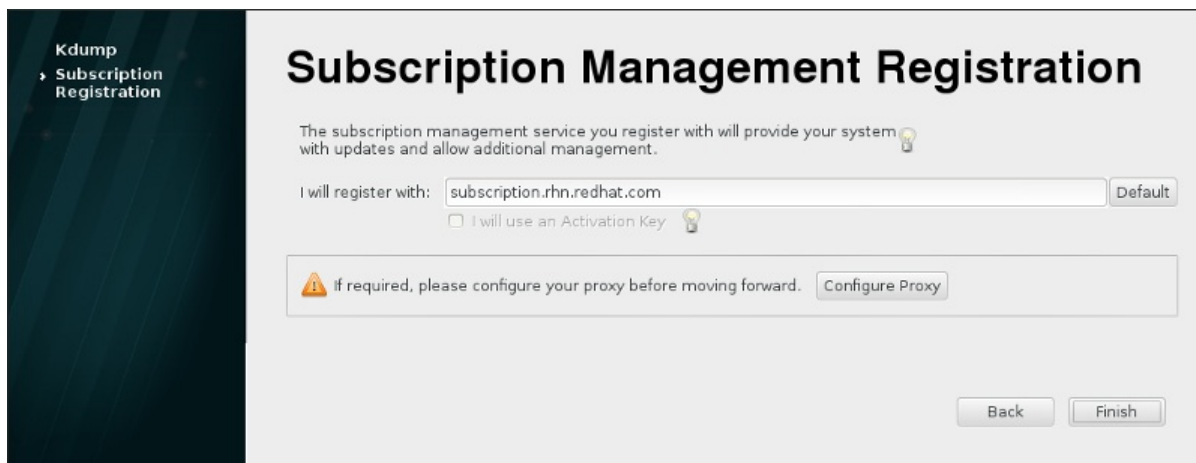 Kdump
Subscription
Registration
Subscription Management Registration
The subscription management service you register with will provide your system
with updates and allow additional management.
I will register with: subscription.rhn.redhat.com Default
I will use an Activation Key
If required, please configure your proxy before moving forward. Configure Proxy
Back Finish